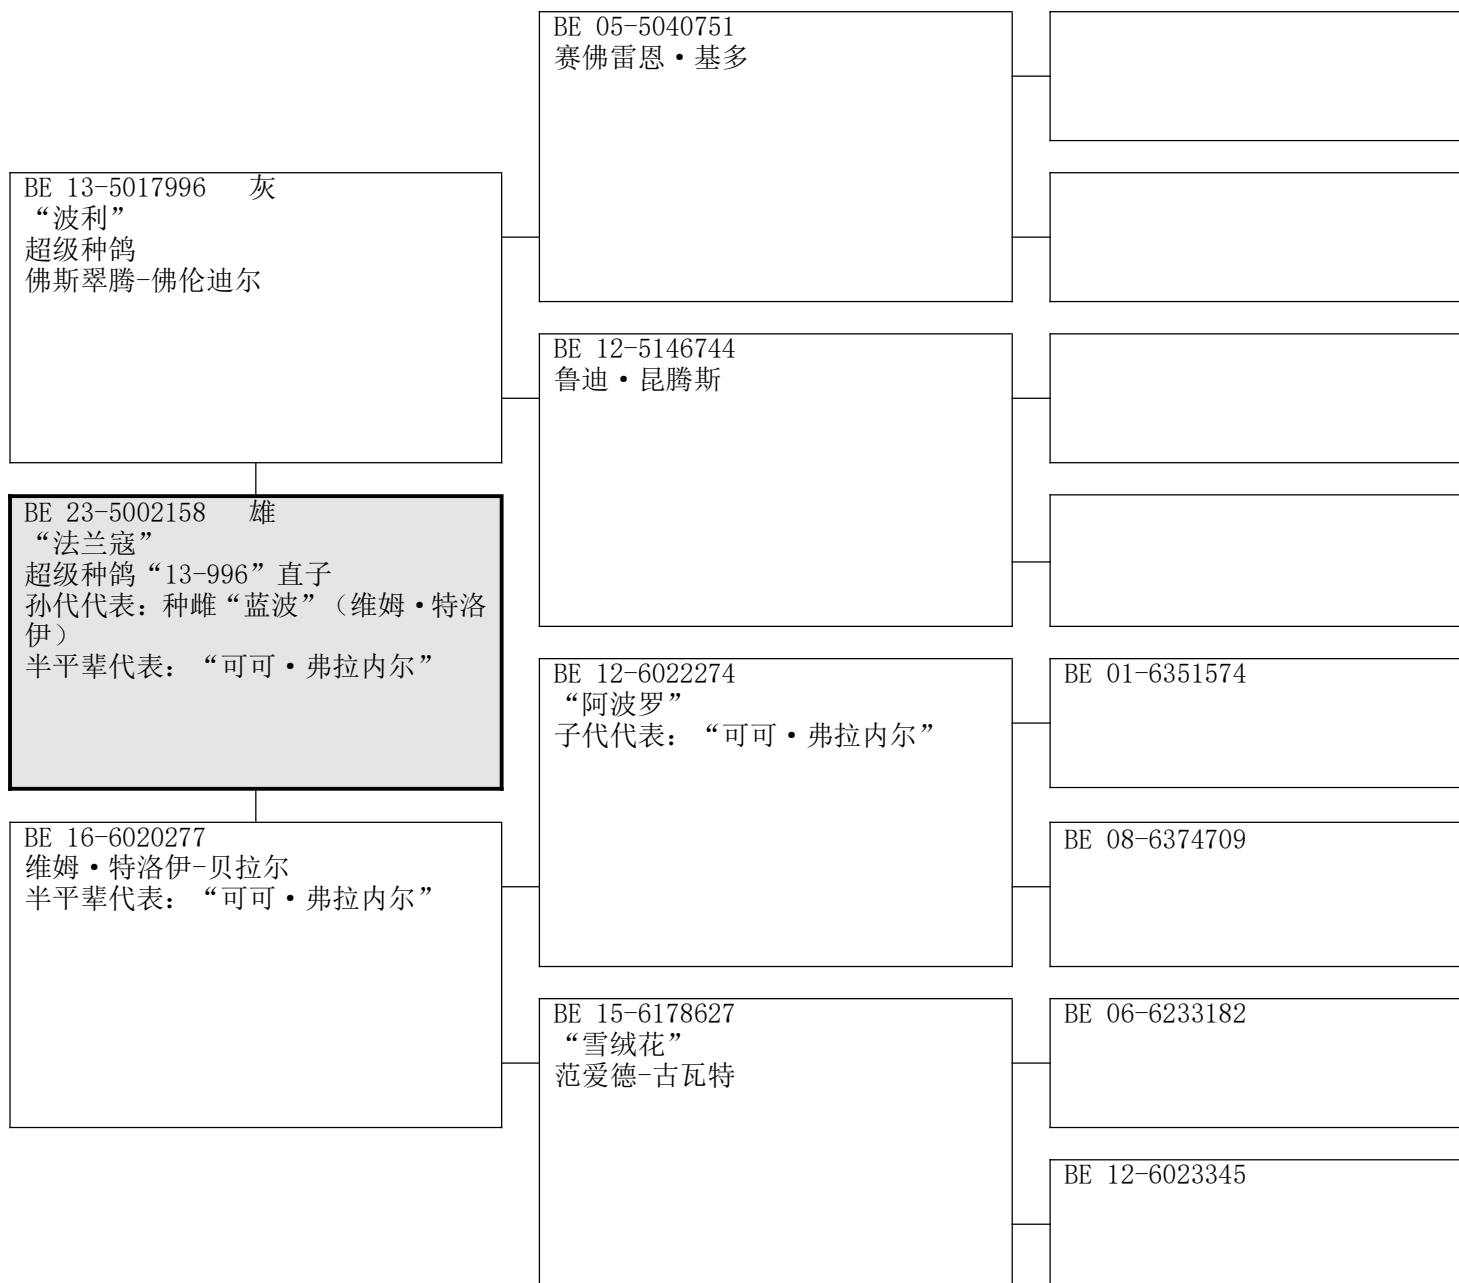 BE 05-5040751
赛佛雷恩·基多
BE 13-5017996 灰
“波利”
超级种鸽
佛斯翠腾-佛伦迪尔
BE 12-5146744
鲁迪·昆腾斯
BE 23-5002158 雄
“法兰寇”
超级种鸽“13-996”直子
孙代代表：种雌“蓝波”（维姆·特洛
伊）
半平辈代表：“可可·弗拉内尔”
BE 12-6022274
“阿波罗”
子代代表：“可可·弗拉内尔”
BE 01-6351574
BE 16-6020277
维姆·特洛伊-贝拉尔
半平辈代表：“可可·弗拉内尔”
BE 08-6374709
BE 15-6178627
“雪绒花”
范爱德-古瓦特
BE 06-6233182
BE 12-6023345